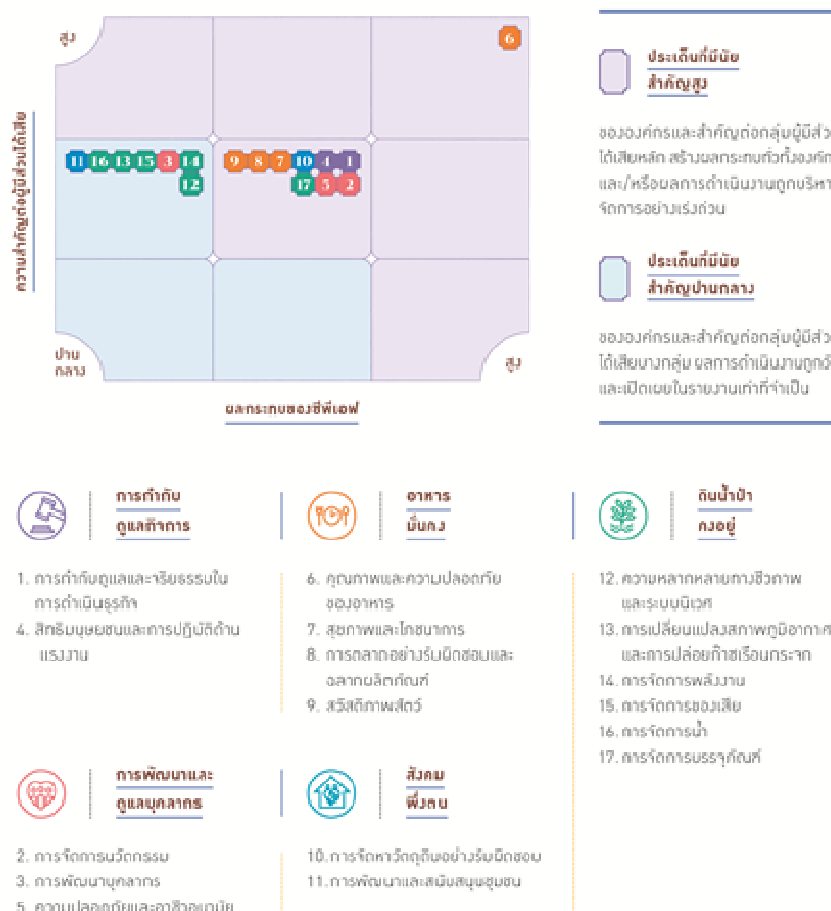 สูง
6
ความสำคัญต่อผู้มีส่วนได้เสีย
11 16 13 15 3 14
12
9 8 7 10 4 1
17 5 2
ปาน
กลาง
สูง
ผลกระทบของซีพีเอฟ
ประเด็นที่มีนัย
สำคัญสูง
ขององค์กรและสำคัญต่อกลุ่มผู้มีส่ว
ได้เสียหลัก สร้างผลกระทบทั่วทั้งองค์ก
และ/หรือผลการดำเนินงานถูกบริหา
จัดการอย่างเร่งด่วน
ประเด็นที่มีนัย
สำคัญปานกลาง
ขององค์กรและสำคัญต่อกลุ่มผู้มีส่ว
ได้เสียบางกลุ่ม ผลการดำเนินงานถูก
และเปิดเผยในรายงานเท่าที่จำเป็น
การกำกับ
ดูแลกิจการ
1. การกำกับดูแลและจริยธรรมใน
การดำเนินธุรกิจ
4. สิทธิมนุษยชนและการปฏิบัติด้าน
แรงงาน
อาหาร
มั่นคง
6. คุณภาพและความปลอดภัย
ของอาหาร
7. สุขภาพและโภชนาการ
8. การตลาดอย่างรับผิดชอบและ
ฉลากผลิตภัณฑ์
9. สวัสดิภาพสัตว์
ดินน้ำป่า
คงอยู่
12. ความหลากหลายทางชีวภาพ
และระบบนิเวศ
13. การเปลี่ยนแปลงสภาพภูมิอากาศ
และการปล่อยก๊าซเรือนกระจก
14. การจัดการพลังงาน
15. การจัดการของเสีย
16. การจัดการน้ำ
17. การจัดการบรรจุภัณฑ์
การพัฒนาและ
ดูแลบุคลากร
2. การจัดการนวัตกรรม
3. การพัฒนาบุคลากร
5. ความปลอดภัยและอาชีวอนามัย
สังคม
พึ่งตน
10. การจัดหาวัตถุดิบอย่างรับผิดชอบ
11. การพัฒนาและสนับสนุนชุมชน